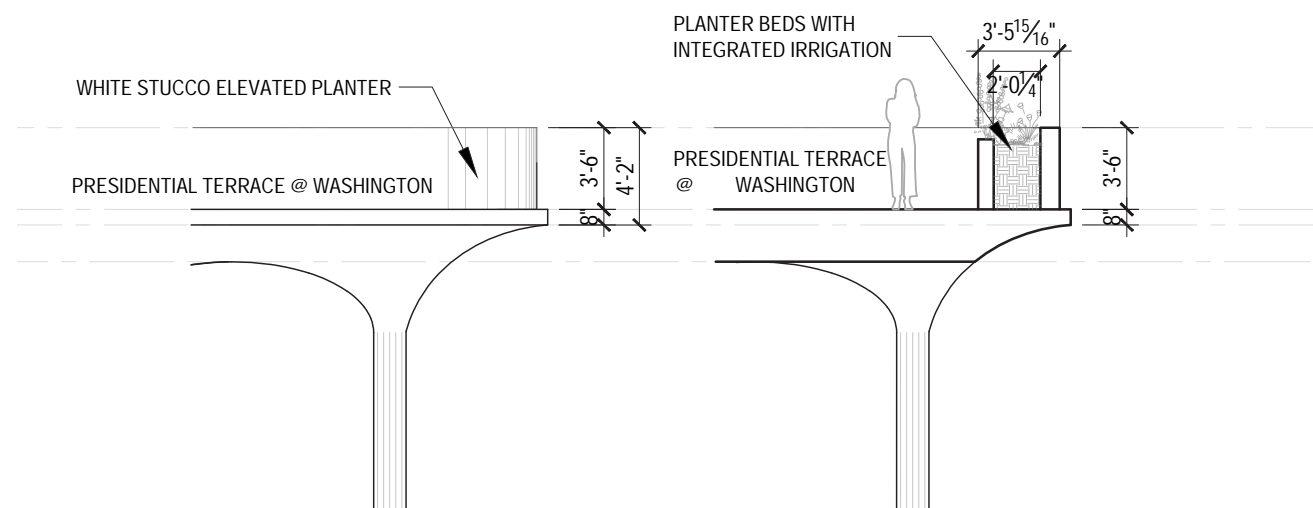 WHITE STUCCO ELEVATED PLANTER
PRESIDENTIAL TERRACE @ WASHINGTON
3'-6"
4'-2"
8"
PLANTER BEDS WITH
INTEGRATED IRRIGATION
3'-5 15/16"
2'-0 1/4"
PRESIDENTIAL TERRACE
@ WASHINGTON
3'-6"
8"